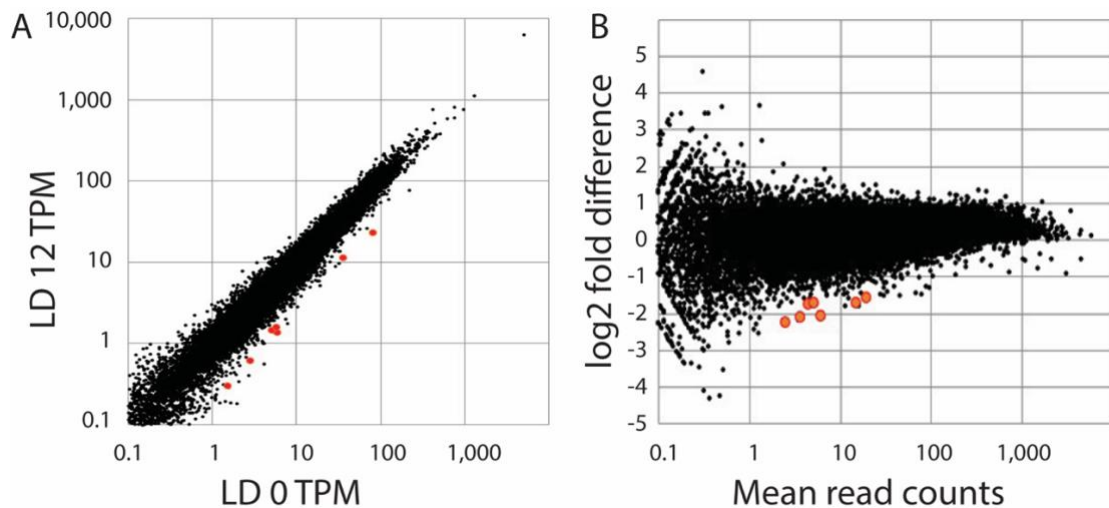 A
LD 12 TPM
10,000
1,000
100
10
1
0.1
0.1 1 10 100 1,000
LD 0 TPM
B
log2 fold difference
5
4
3
2
1
0
-1
-2
-3
-4
-5
0.1 1 10 100 1,000
Mean read counts